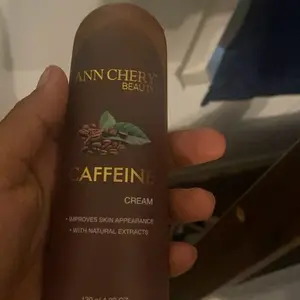 ANN CHERY
BEAUTY
CAFFEINE
CREAM
• IMPROVES SKIN APPEARANCE
• WITH NATURAL EXTRACTS